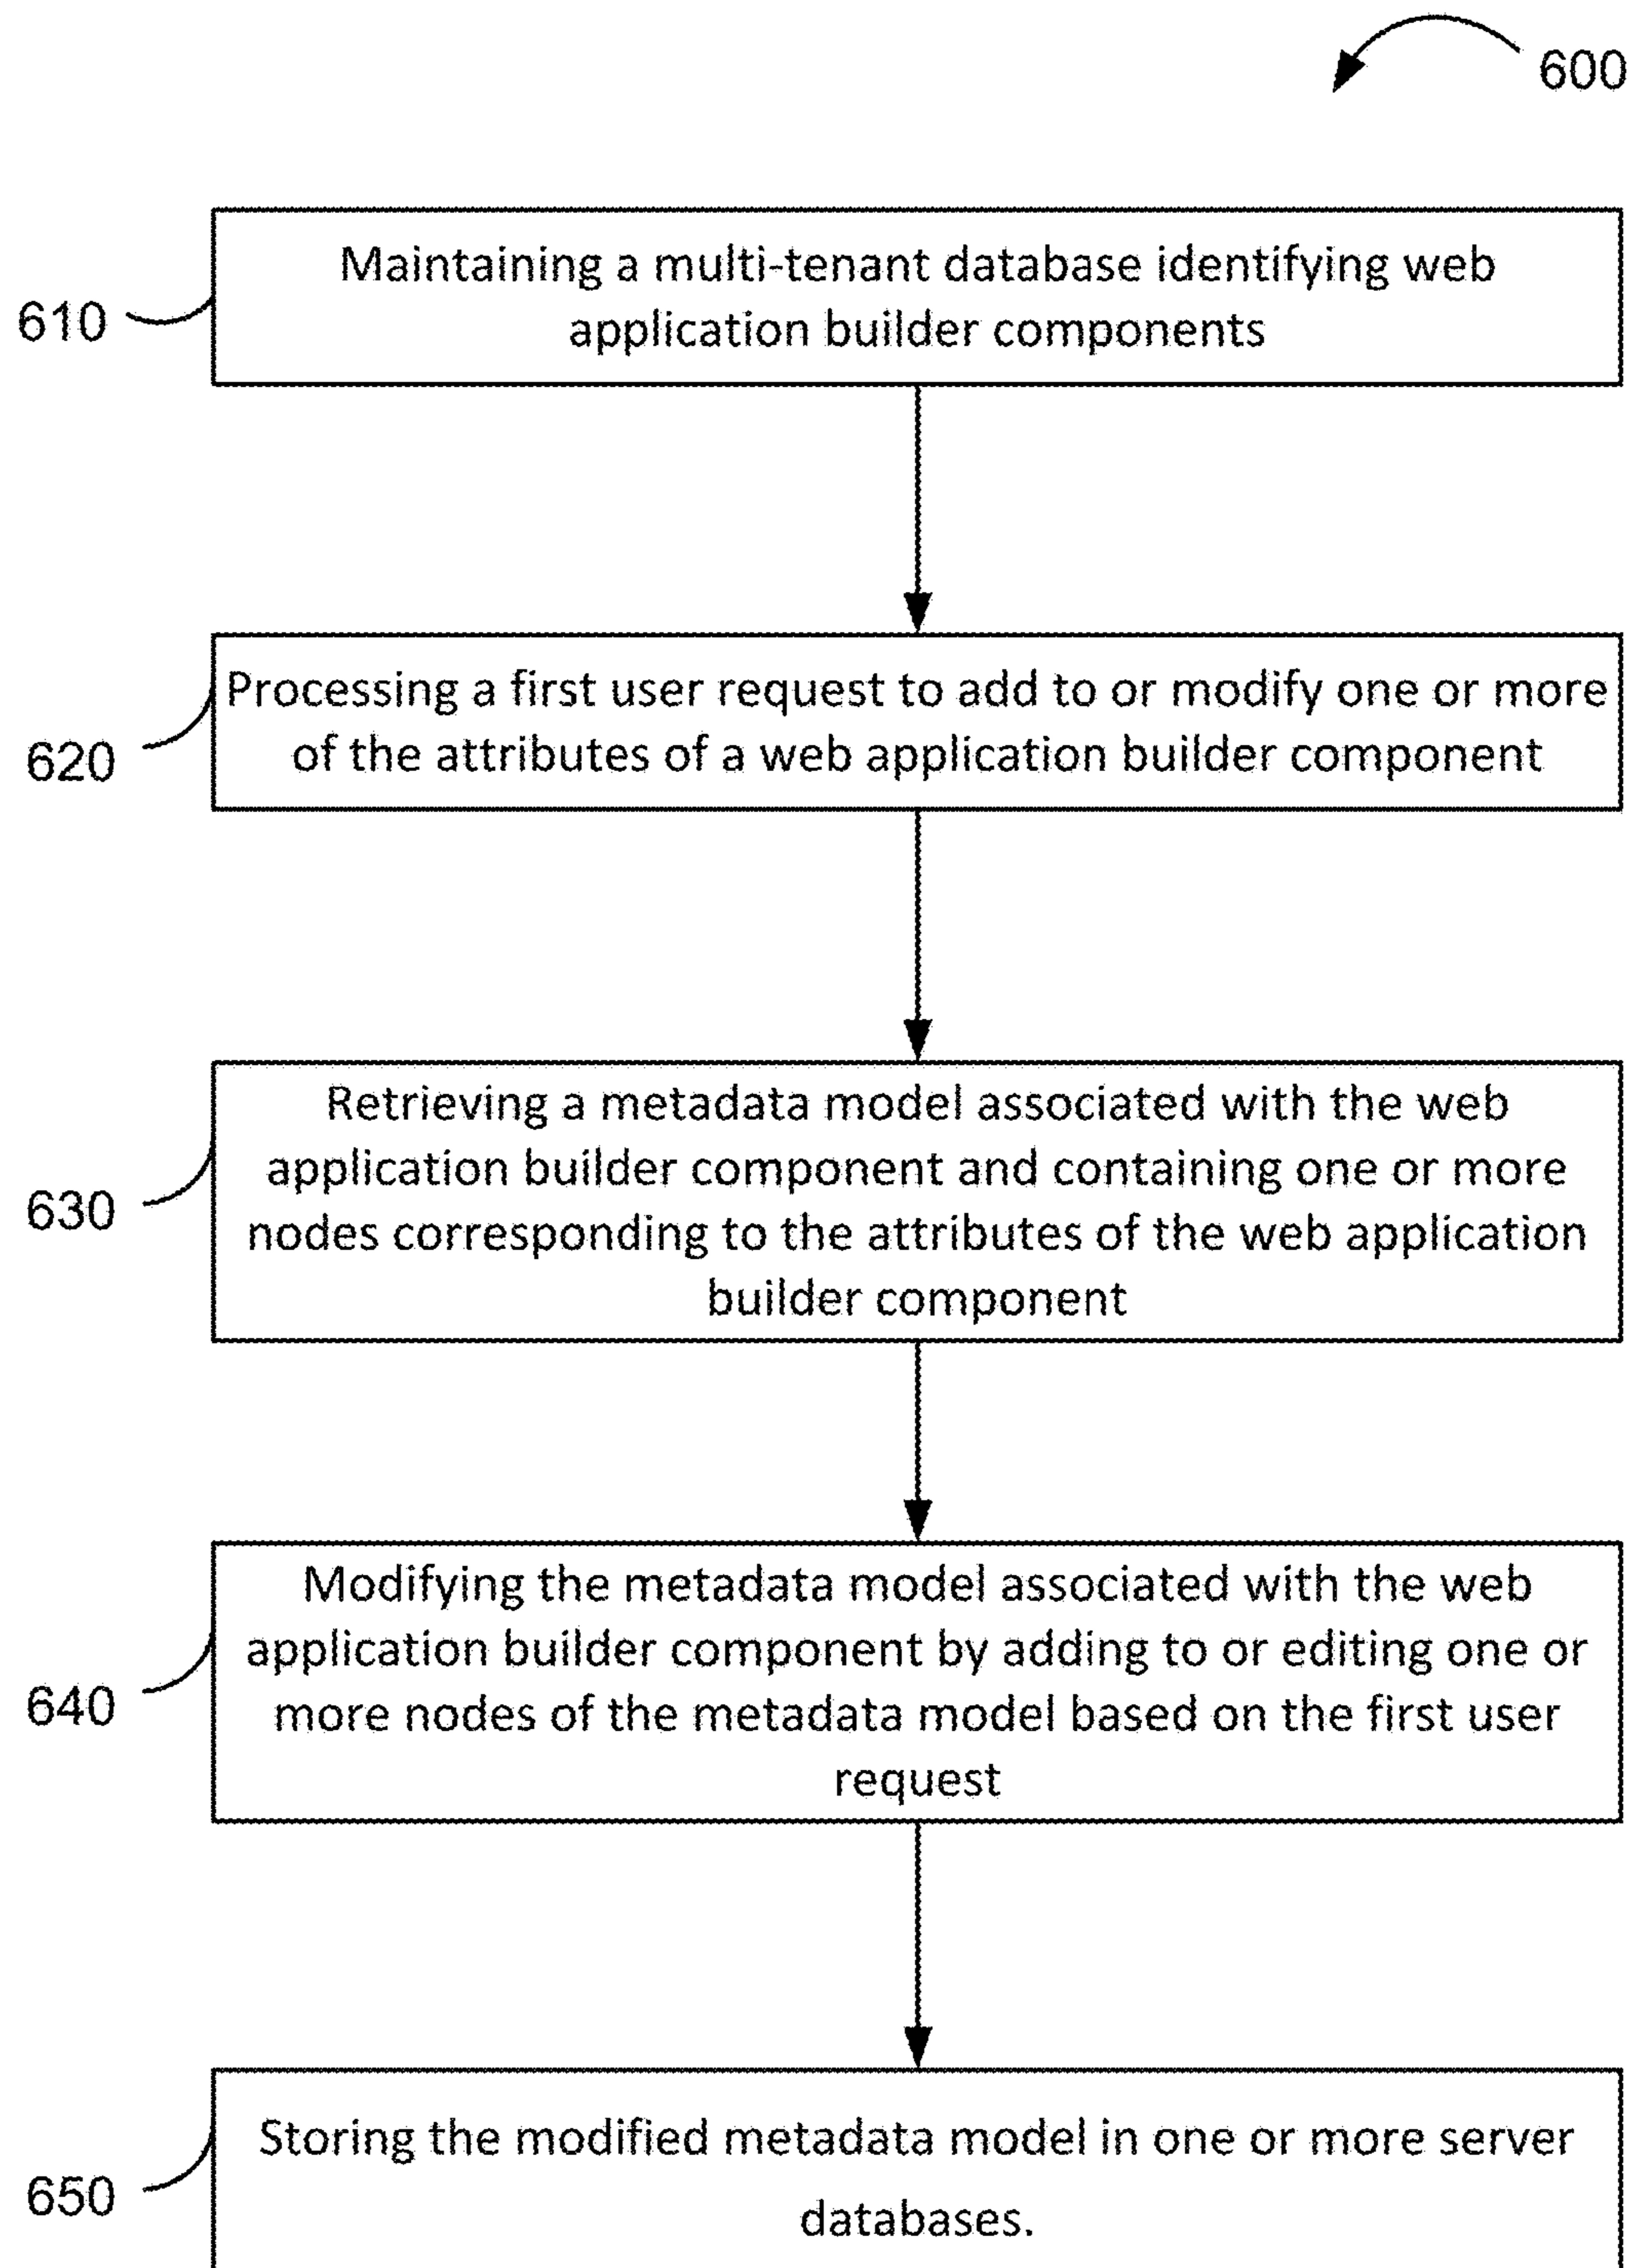 600
Maintaining a multi-tenant database identifying web
application builder components
610
Processing a first user request to add to or modify one or more
of the attributes of a web application builder component
620
Retrieving a metadata model associated with the web
application builder component and containing one or more
nodes corresponding to the attributes of the web application
builder component
630
Modifying the metadata model associated with the web
application builder component by adding to or editing one or
more nodes of the metadata model based on the first user
request
640
Storing the modified metadata model in one or more server
databases.
650